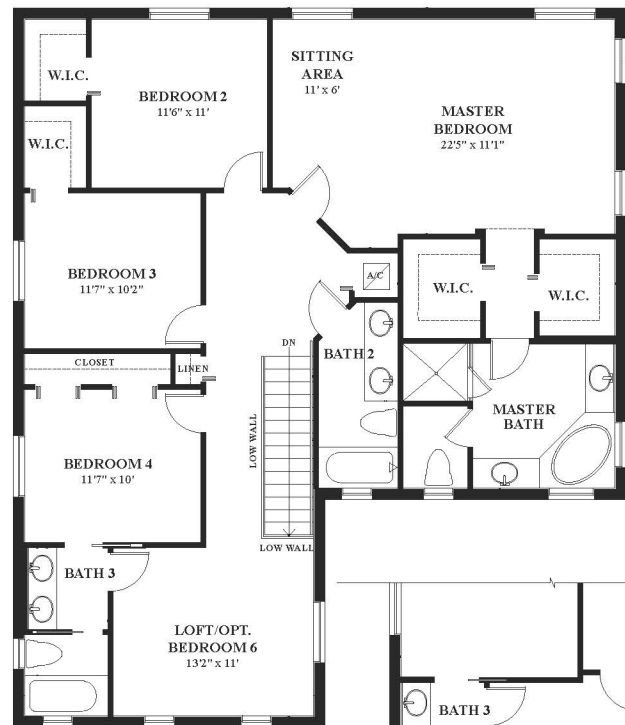 W.I.C.
BEDROOM 2
11'6" x 11'
SITTING
AREA
11' x 6'
MASTER
BEDROOM
22'5" x 11'1"
W.I.C.
BEDROOM 3
11'7" x 10'2"
A/C
W.I.C.
W.I.C.
CLOSET
LINEN
DN
BATH 2
LOW WALL
MASTER
BATH
BEDROOM 4
11'7" x 10'
LOW WALL
BATH 3
LOFT/OPT.
BEDROOM 6
13'2" x 11'
BATH 3